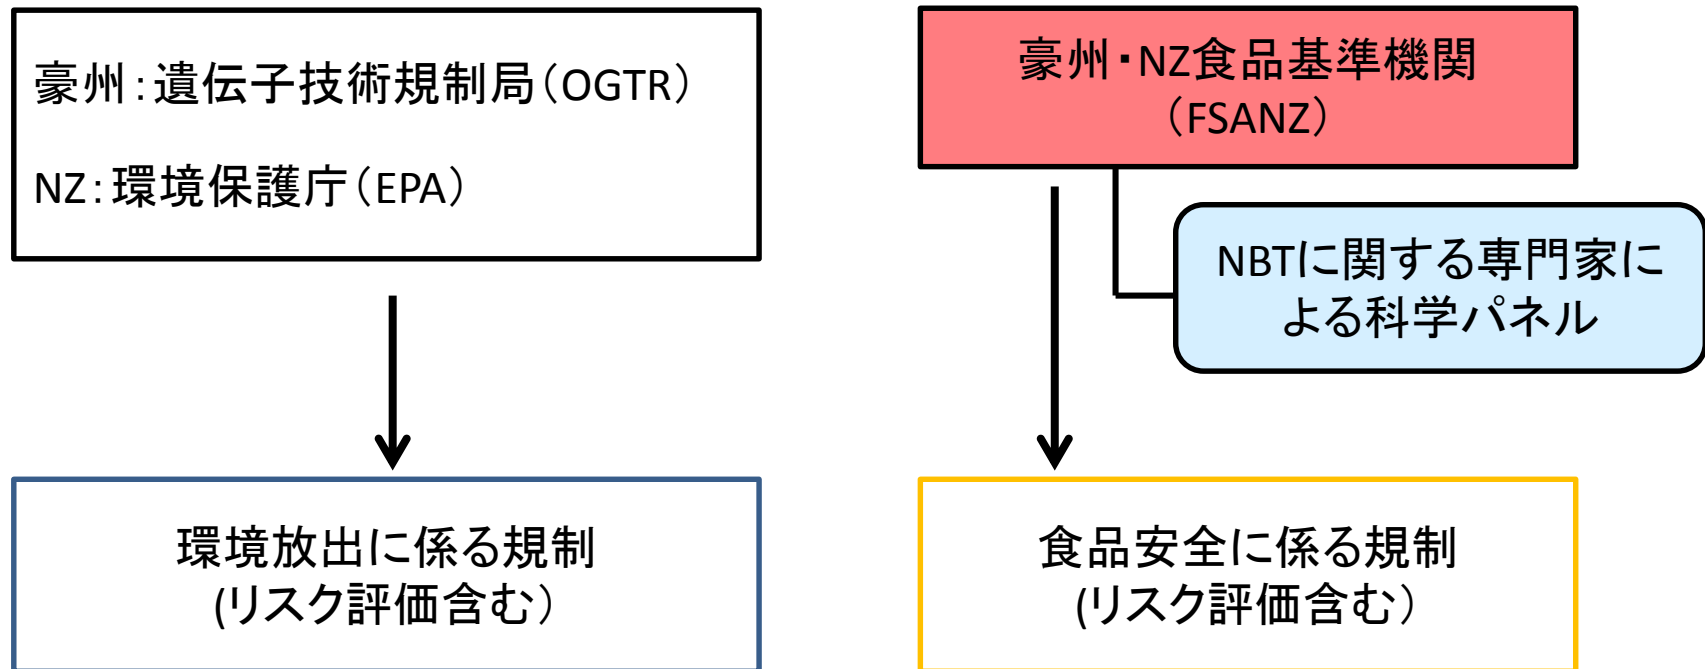 豪州：遺伝子技術規制局（OGTR）
NZ：環境保護庁（EPA）
豪州・NZ食品基準機関
（FSANZ）
NBTに関する専門家に
よる科学パネル
環境放出に係る規制
(リスク評価含む）
食品安全に係る規制
(リスク評価含む）